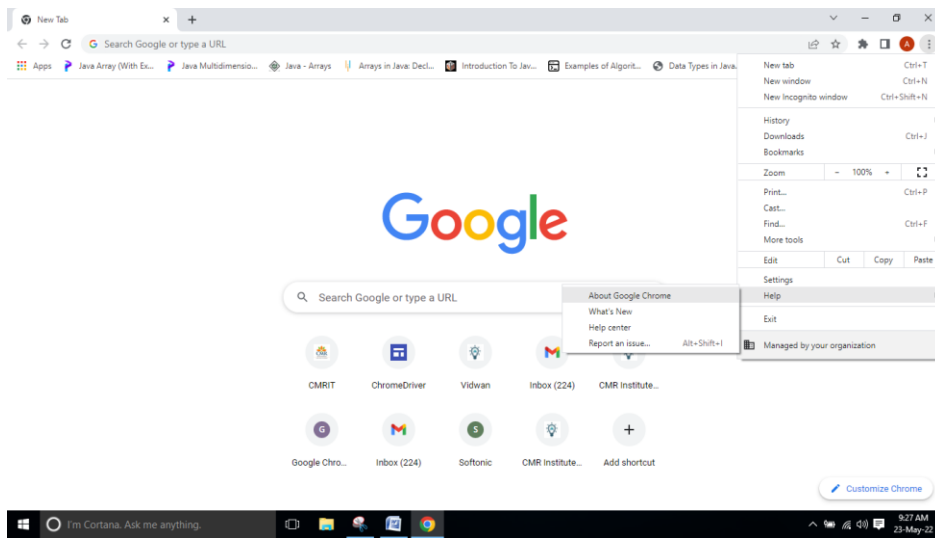 New Tab
Search Google or type a URL
Apps
Java Array (With Ex...
Java Multidimensio...
Java - Arrays
Arrays in Java: Decl...
Introduction To Jav...
Examples of Algorit...
Data Types in Java.
A
New tab Ctrl+T
New window Ctrl+N
New Incognito window Ctrl+Shift+N
History
Downloads Ctrl+J
Bookmarks
Zoom - 100% +
Print... Ctrl+P
Cast...
Find... Ctrl+F
More tools
Edit Cut Copy Paste
Settings
Help
Exit
Managed by your organization
About Google Chrome
What's New
Help center
Report an issue... Alt+Shift+I
Google
Search Google or type a URL
CMRIT
ChromeDriver
Vidwan
Inbox (224)
CMR Institute...
G
S
Google Chro...
Inbox (224)
Softonic
CMR Institute...
Add shortcut
Customize Chrome
I'm Cortana. Ask me anything.
9:27 AM
23-May-22